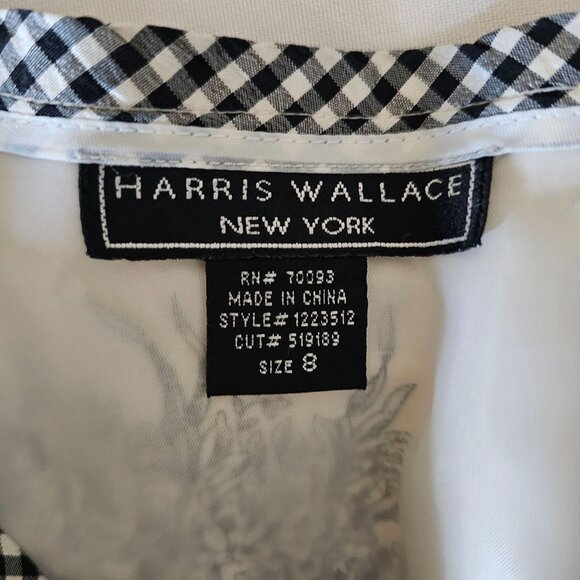 HARRIS WALLACE
NEW YORK
RN# 70093
MADE IN CHINA
STYLE# 1223512
CUT# 519189
SIZE 8